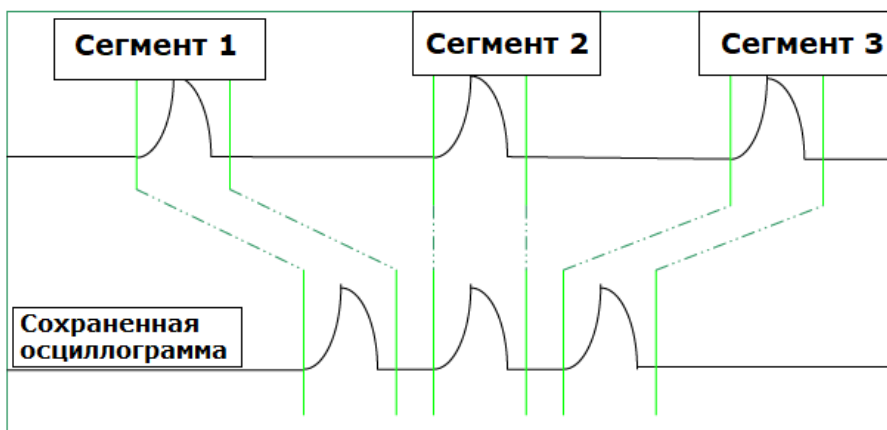 Сегмент 1
Сегмент 2
Сегмент 3
Сохраненная
осциллограмма